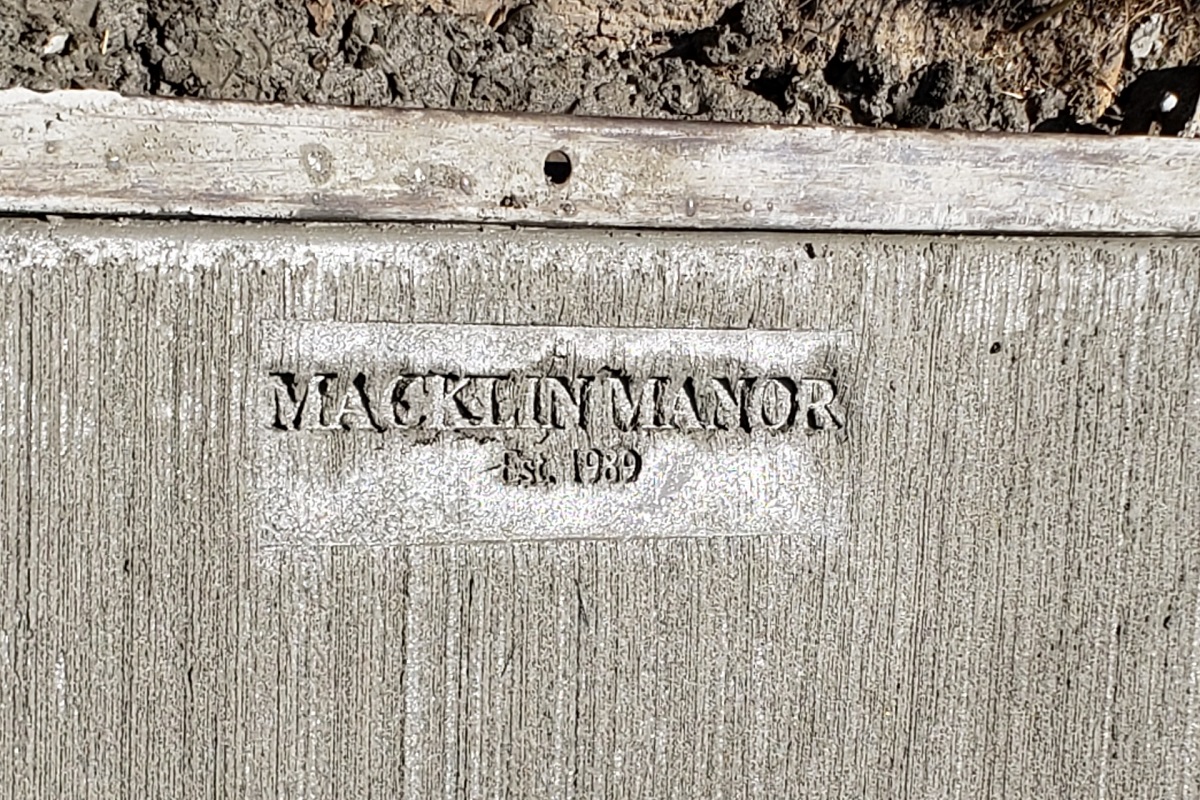 MACKLIN MANOR
Est. 1989